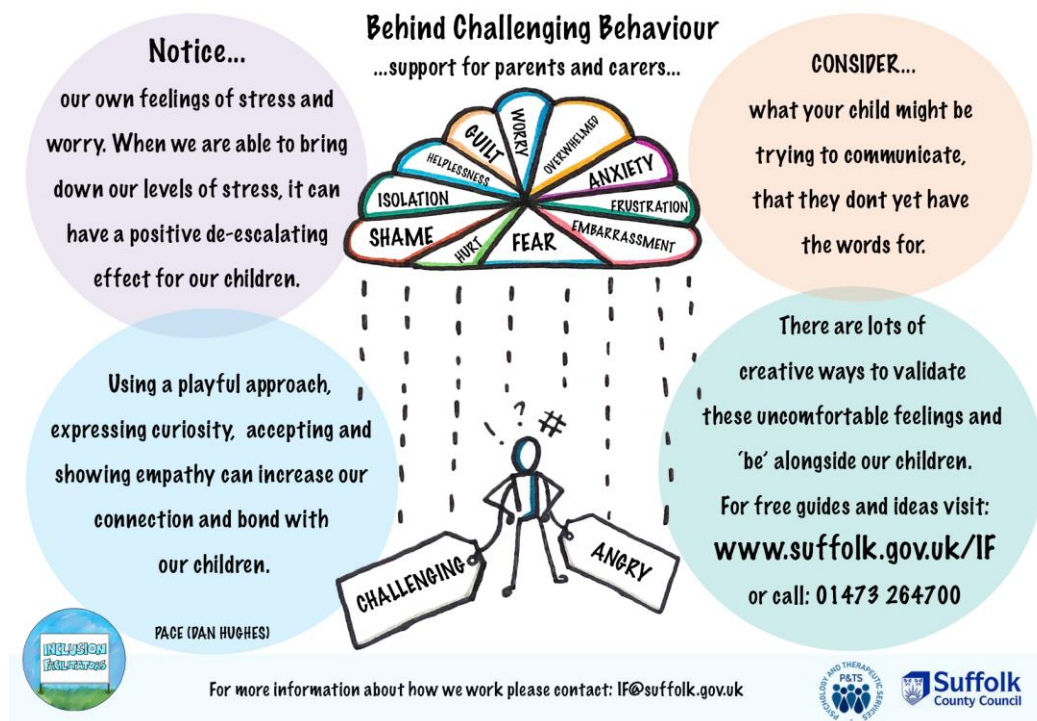 Behind Challenging Behaviour
...support for parents and carers...
Notice...
our own feelings of stress and
worry. When we are able to bring
down our levels of stress, it can
have a positive de-escalating
effect for our children.
CONSIDER...
what your child might be
trying to communicate,
that they dont yet have
the words for.
SHAME
ISOLATION
HELPLESSNESS
GUILT
WORRY
OVERWHELMED
ANXIETY
FRUSTRATION
EMBARRASSMENT
FEAR
HURT
Using a playful approach,
expressing curiosity, accepting and
showing empathy can increase our
connection and bond with
our children.
PACE (DAN HUGHES)
! ? #
CHALLENGING
ANGRY
There are lots of
creative ways to validate
these uncomfortable feelings and
‘be’ alongside our children.
For free guides and ideas visit:
www.suffolk.gov.uk/IF
or call: 01473 264700
INCLUSION
FACILITATORS
For more information about how we work please contact: IF@suffolk.gov.uk
PSYCHOLOGY AND THERAPEUTIC SERVICES
P&TS
Suffolk
County Council